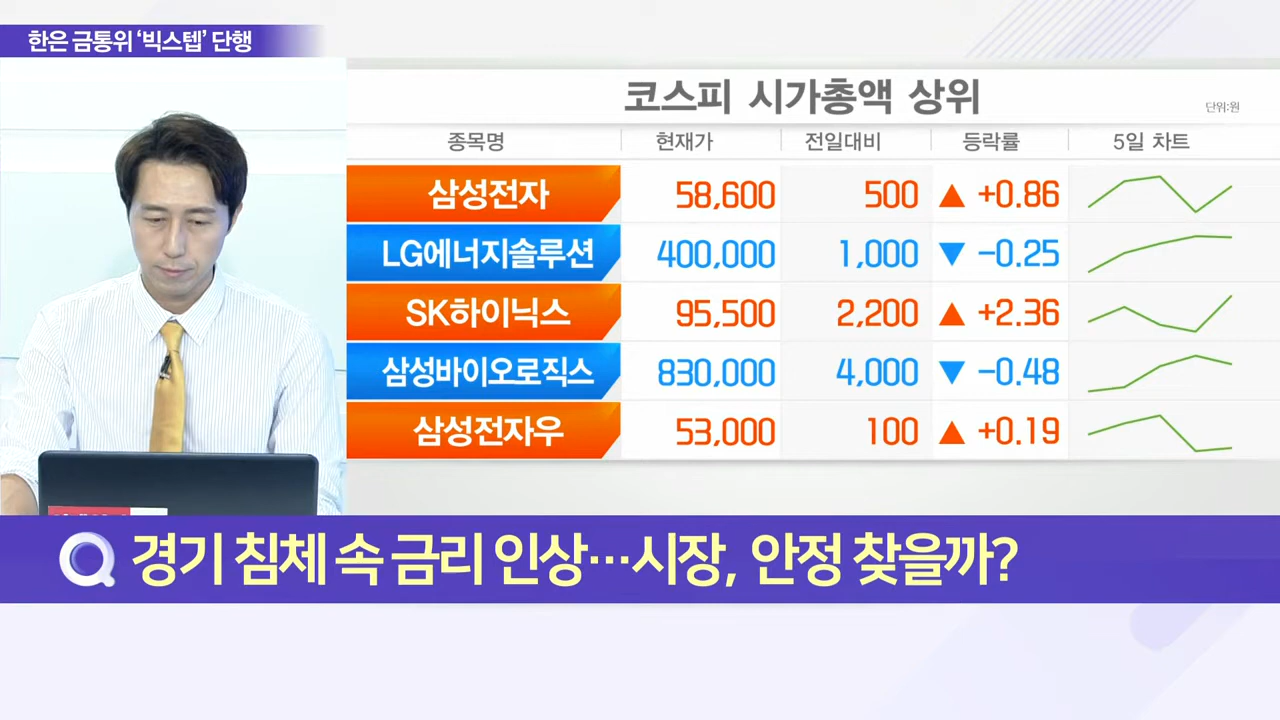 한은 금통위 ‘빅스텝’ 단행
코스피 시가총액 상위
단위:원
종목명 현재가 전일대비 등락률 5일 차트
삼성전자 58,600 500 ▲ +0.86
LG에너지솔루션 400,000 1,000 ▼ -0.25
SK하이닉스 95,500 2,200 ▲ +2.36
삼성바이오로직스 830,000 4,000 ▼ -0.48
삼성전자우 53,000 100 ▲ +0.19
경기 침체 속 금리 인상…시장, 안정 찾을까?